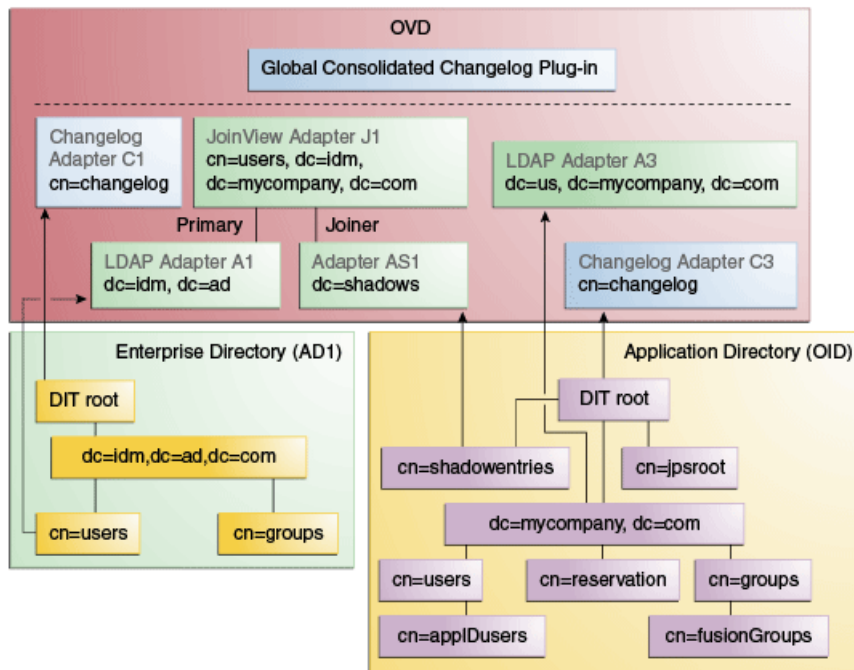 OVD
Global Consolidated Changelog Plug-in
Changelog
Adapter C1
cn=changelog
JoinView Adapter J1
cn=users, dc=idm,
dc=mycompany, dc=com
LDAP Adapter A3
dc=us, dc=mycompany, dc=com
Primary
Joiner
LDAP Adapter A1
dc=idm, dc=ad
Adapter AS1
dc=shadows
Changelog Adapter C3
cn=changelog
Enterprise Directory (AD1)
DIT root
dc=idm,dc=ad,dc=com
cn=users
cn=groups
Application Directory (OID)
DIT root
cn=shadowentries
cn=jpsroot
dc=mycompany, dc=com
cn=users
cn=reservation
cn=groups
cn=appIDusers
cn=fusionGroups